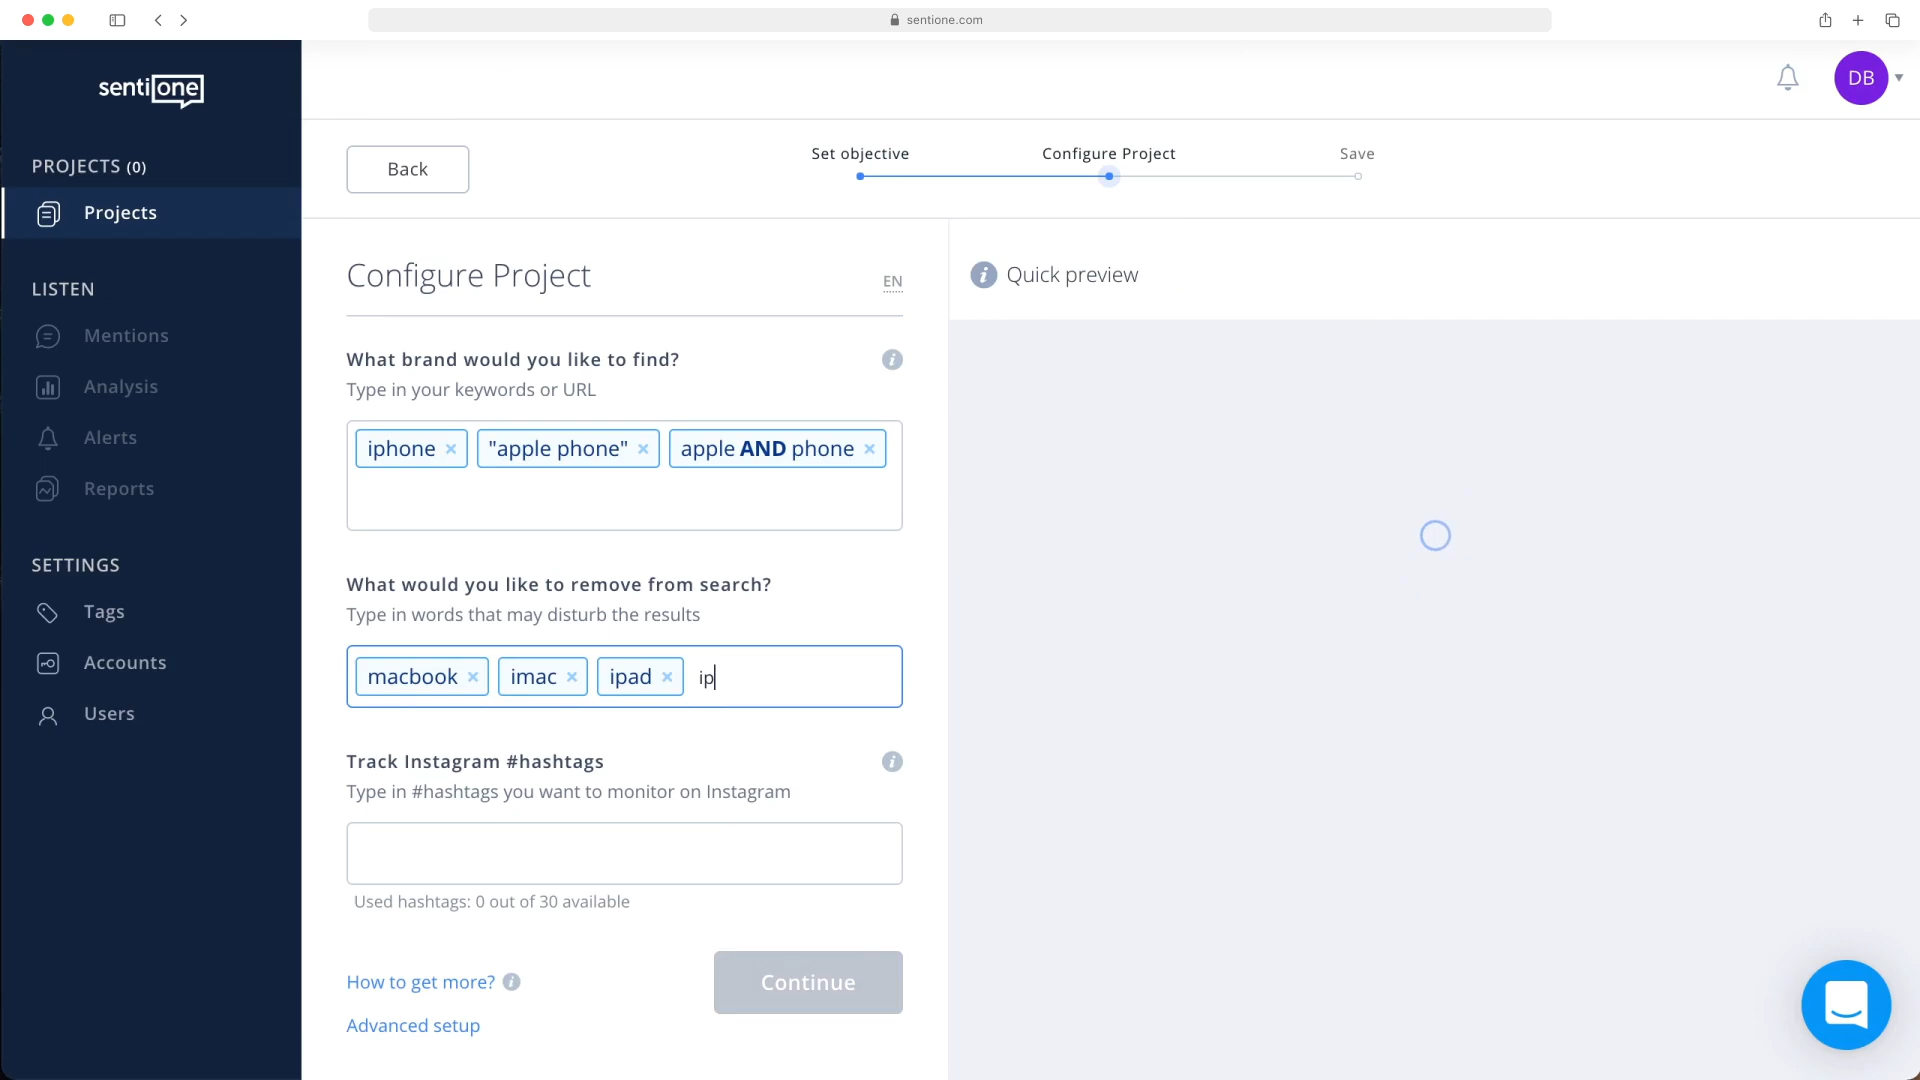 sentione.com
sentione
DB
PROJECTS (0)
Projects
LISTEN
Mentions
Analysis
Alerts
Reports
SETTINGS
Tags
Accounts
Users
Back
Set objective
Configure Project
Save
Configure Project
EN
What brand would you like to find?
Type in your keywords or URL
iphone × "apple phone" × apple AND phone ×
What would you like to remove from search?
Type in words that may disturb the results
macbook × imac × ipad × ip
Track Instagram #hashtags
Type in #hashtags you want to monitor on Instagram
Used hashtags: 0 out of 30 available
How to get more?
Continue
Advanced setup
Quick preview